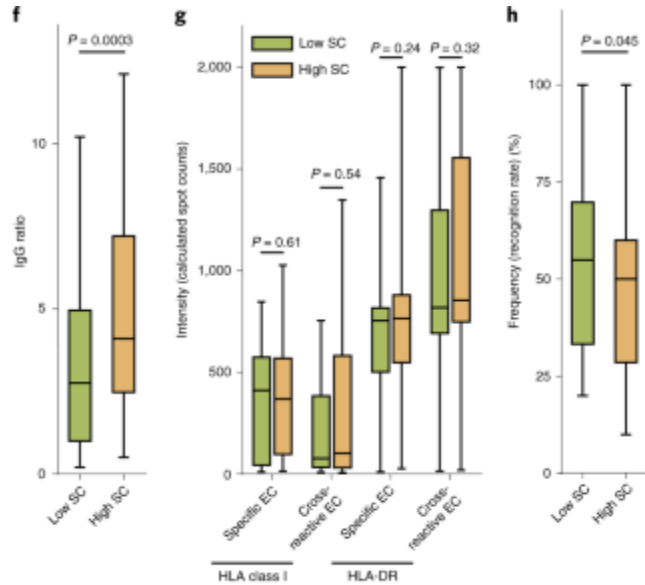 f
P = 0.0003
IgG ratio
10
5
0
Low SC
High SC
g
Low SC
High SC
P = 0.24
P = 0.32
P = 0.54
P = 0.61
Intensity (calculated spot counts)
2,000
1,500
1,000
500
0
Specific EC
Cross-
reactive EC
Specific EC
Cross-
reactive EC
HLA class I
HLA-DR
h
P = 0.045
Frequency (recognition rate) (%)
100
75
50
25
0
Low SC
High SC